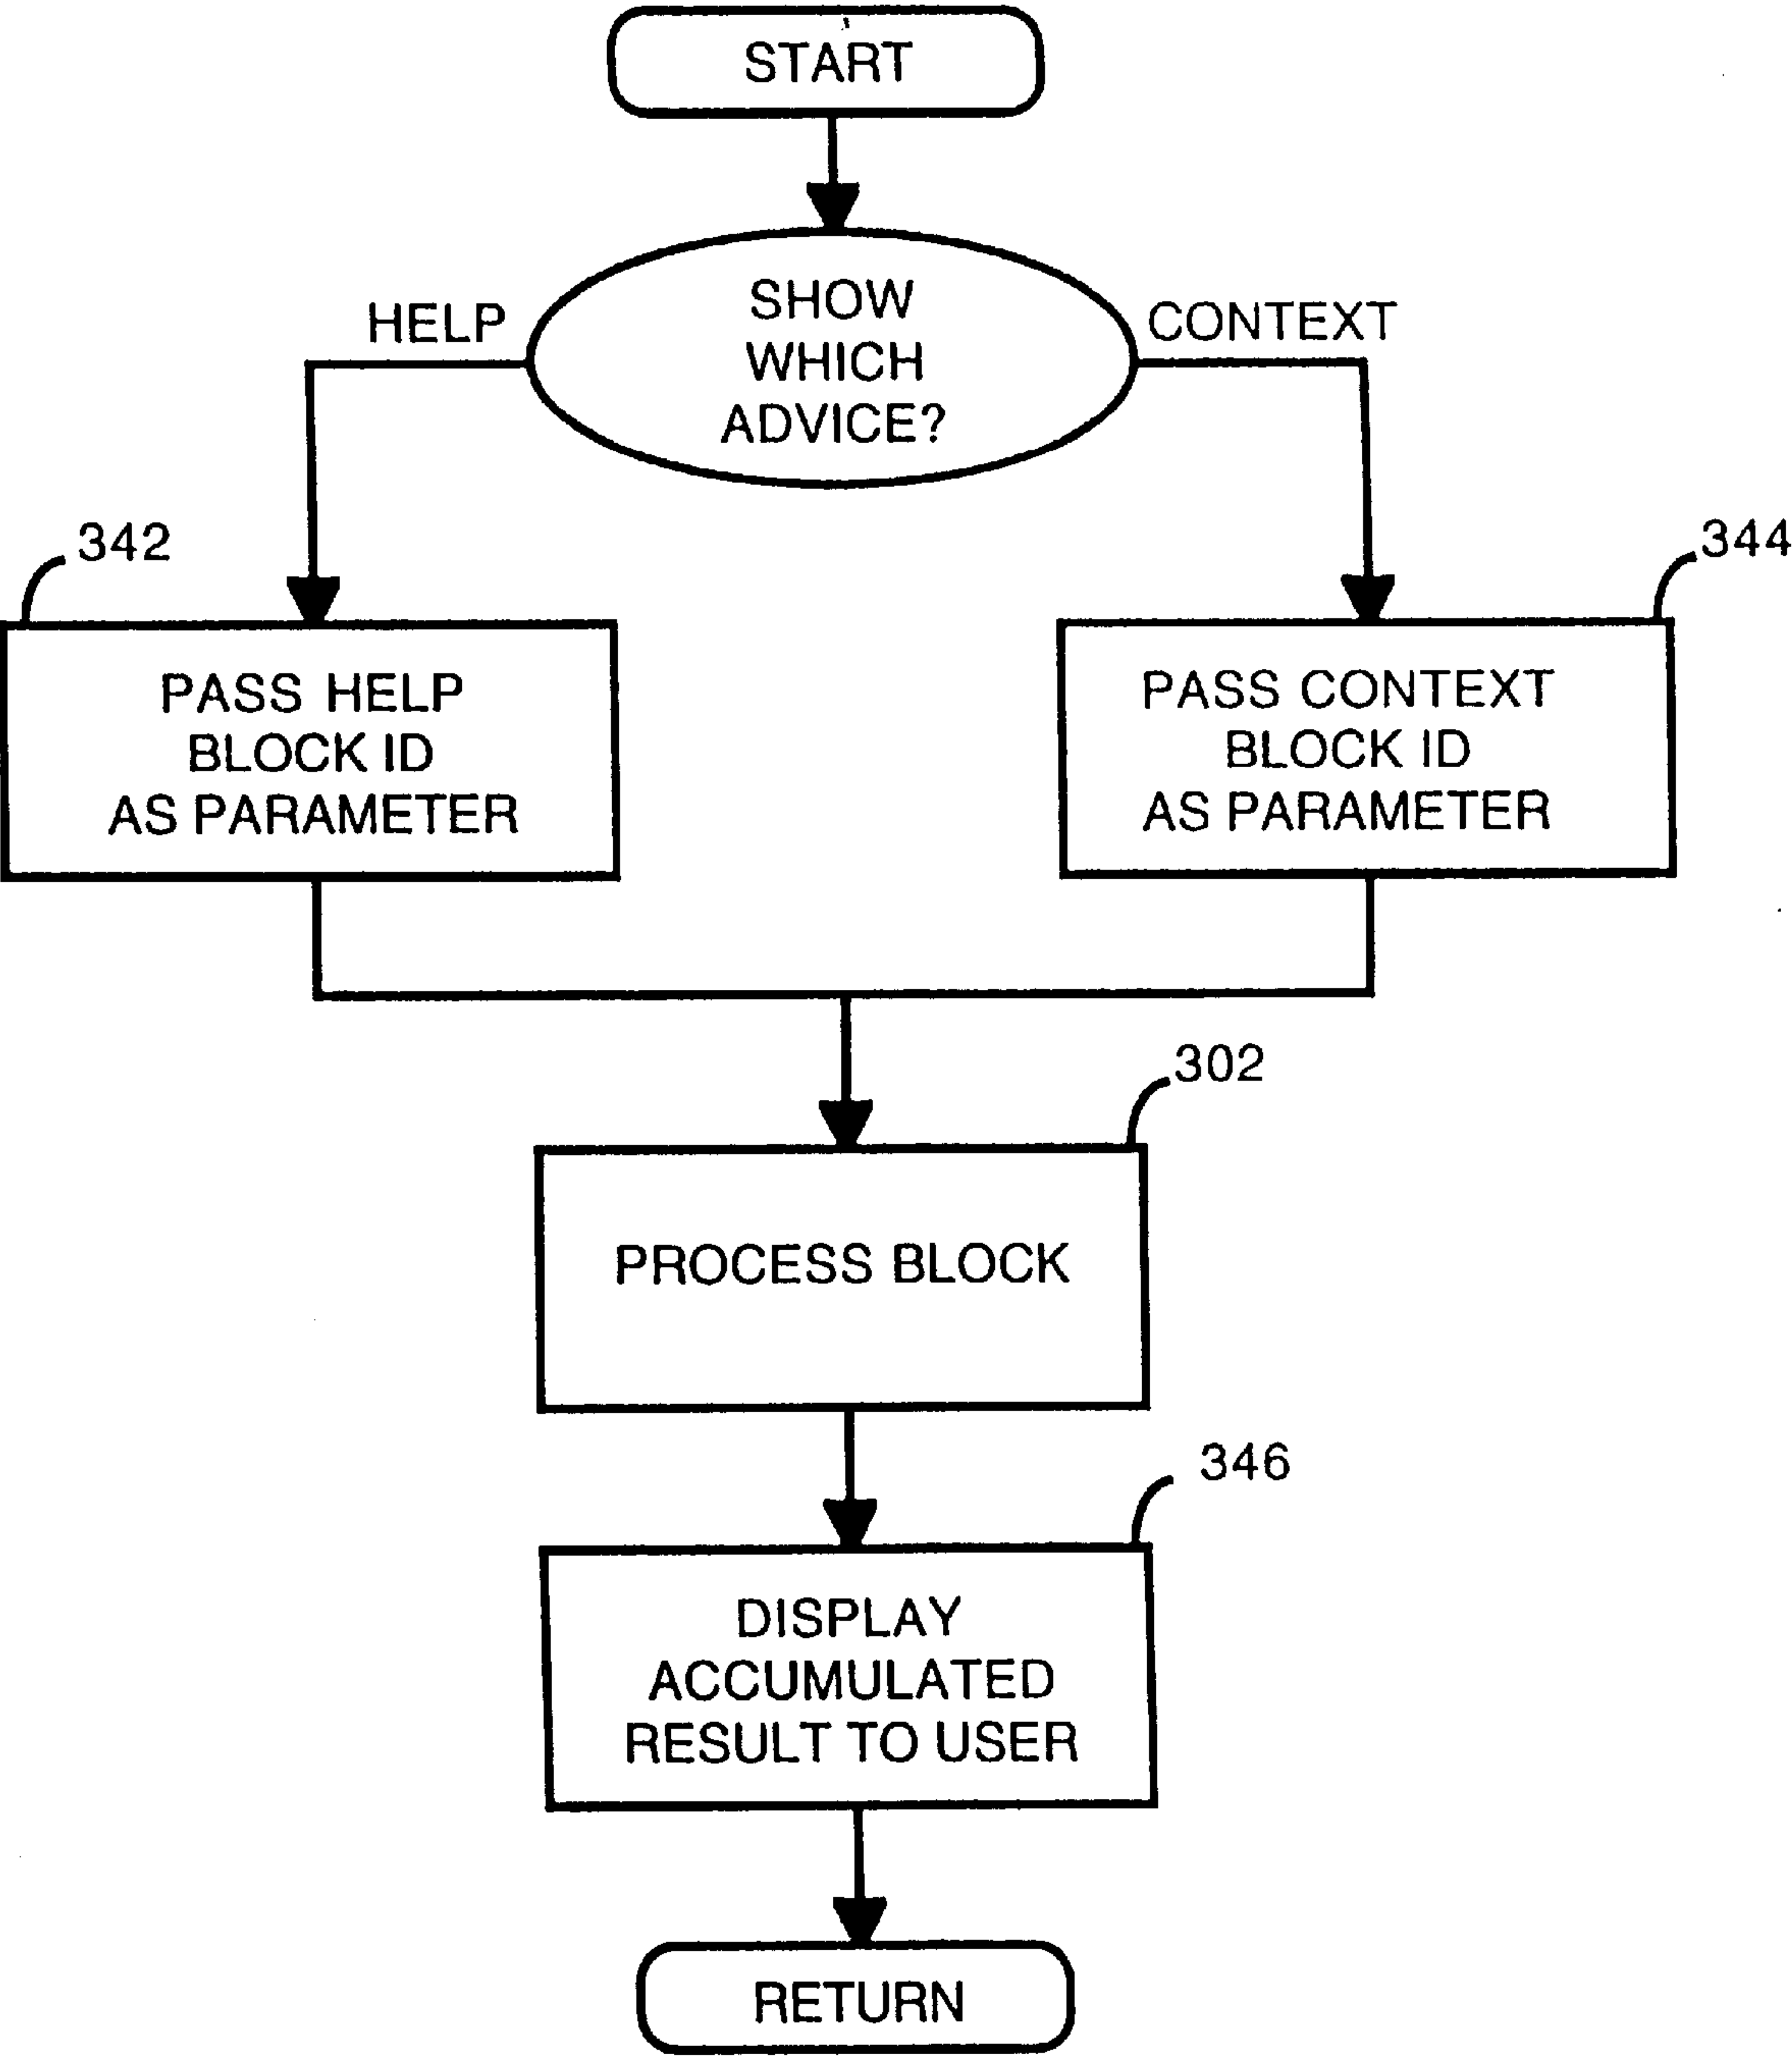 START
SHOW
WHICH
ADVICE?
HELP
CONTEXT
342
PASS HELP
BLOCK ID
AS PARAMETER
344
PASS CONTEXT
BLOCK ID
AS PARAMETER
302
PROCESS BLOCK
346
DISPLAY
ACCUMULATED
RESULT TO USER
RETURN